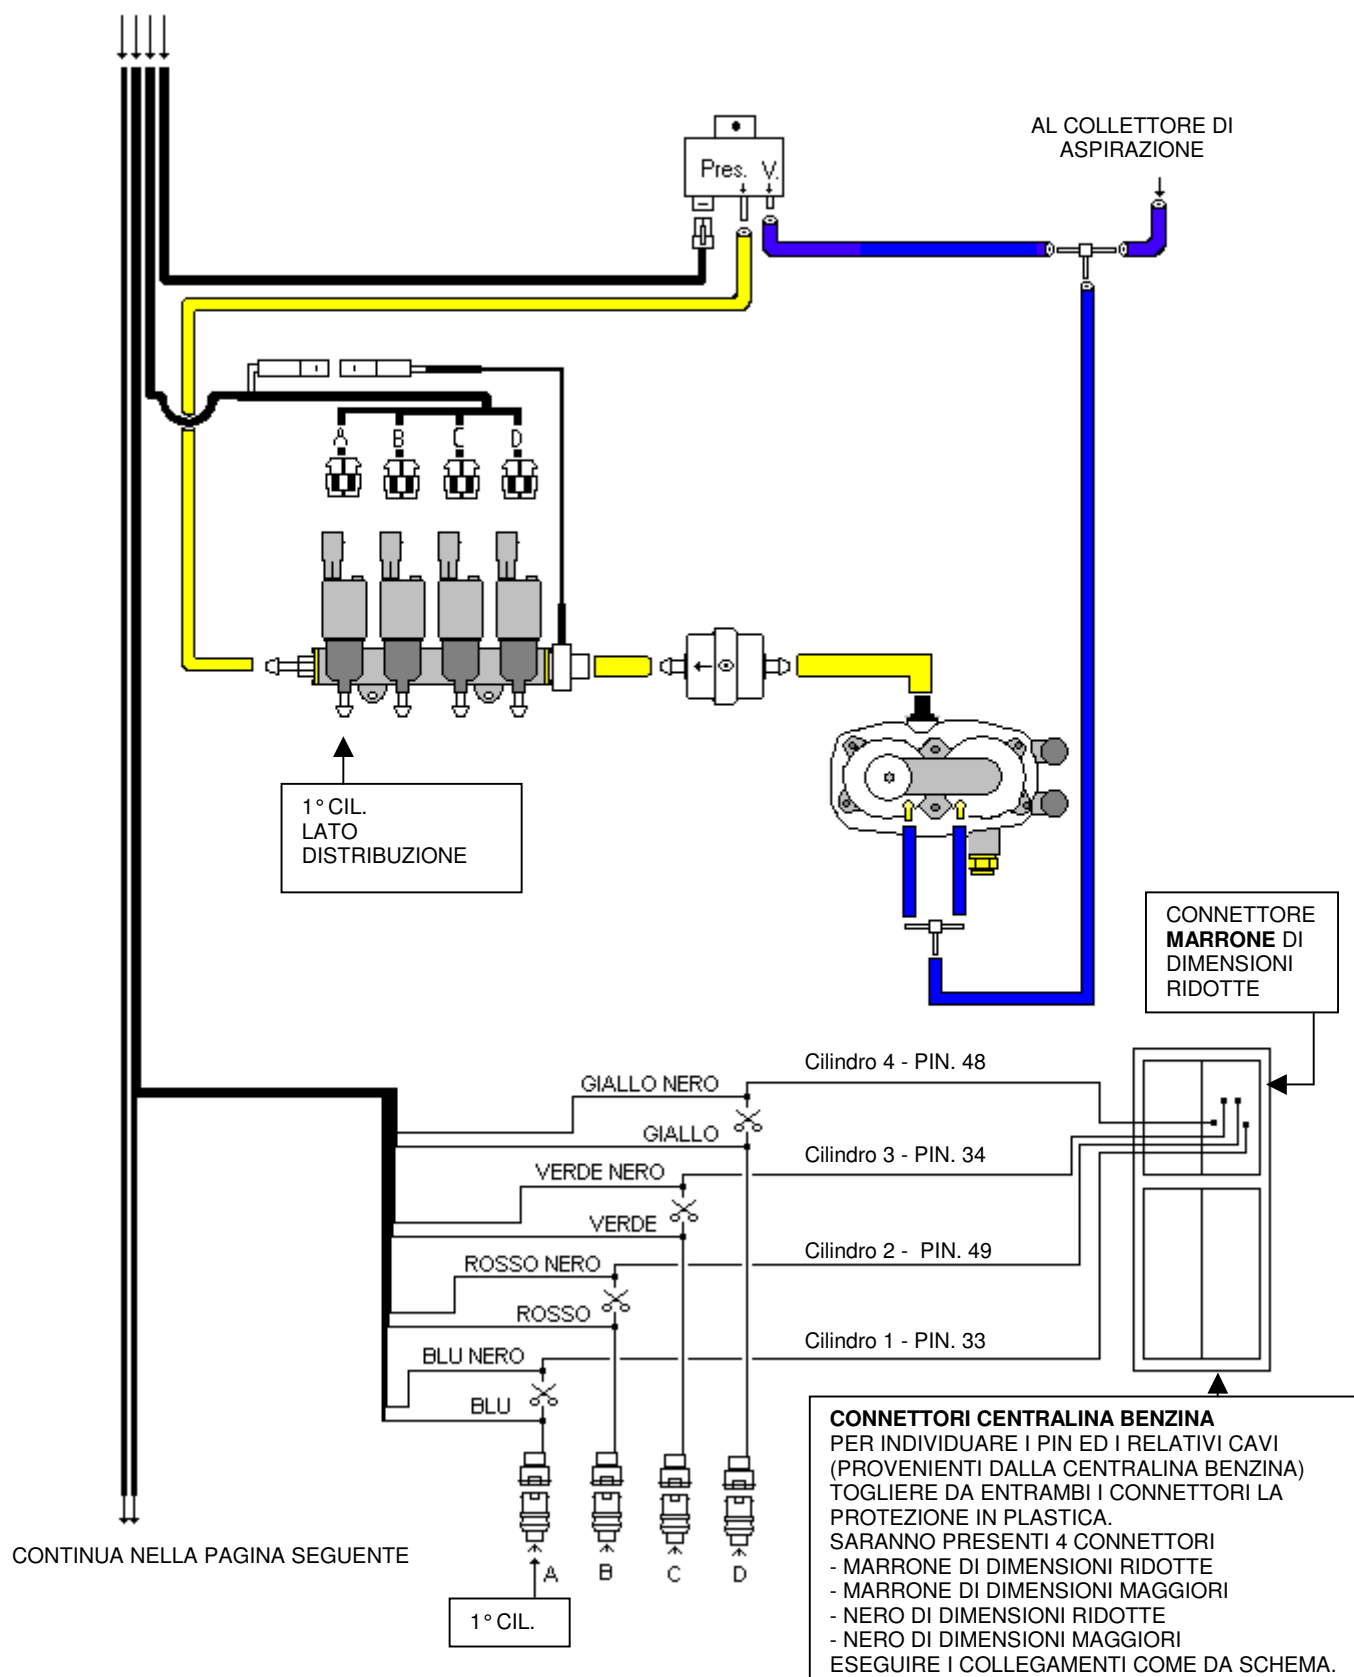 AL COLLETTORE DI
ASPIRAZIONE
Pres. V.
A B C D
1° CIL.
LATO
DISTRIBUZIONE
CONNETTORE
MARRONE DI
DIMENSIONI
RIDOTTE
Cilindro 4 - PIN. 48
GIALLO NERO
GIALLO
Cilindro 3 - PIN. 34
VERDE NERO
VERDE
Cilindro 2 - PIN. 49
ROSSO NERO
ROSSO
Cilindro 1 - PIN. 33
BLU NERO
BLU
CONNETTORI CENTRALINA BENZINA
PER INDIVIDUARE I PIN ED I RELATIVI CAVI
(PROVENIENTI DALLA CENTRALINA BENZINA)
TOGLIERE DA ENTRAMBI I CONNETTORI LA
PROTEZIONE IN PLASTICA.
SARANNO PRESENTI 4 CONNETTORI
- MARRONE DI DIMENSIONI RIDOTTE
- MARRONE DI DIMENSIONI MAGGIORI
- NERO DI DIMENSIONI RIDOTTE
- NERO DI DIMENSIONI MAGGIORI
ESEGUIRE I COLLEGAMENTI COME DA SCHEMA.
CONTINUA NELLA PAGINA SEGUENTE
A B C D
1° CIL.